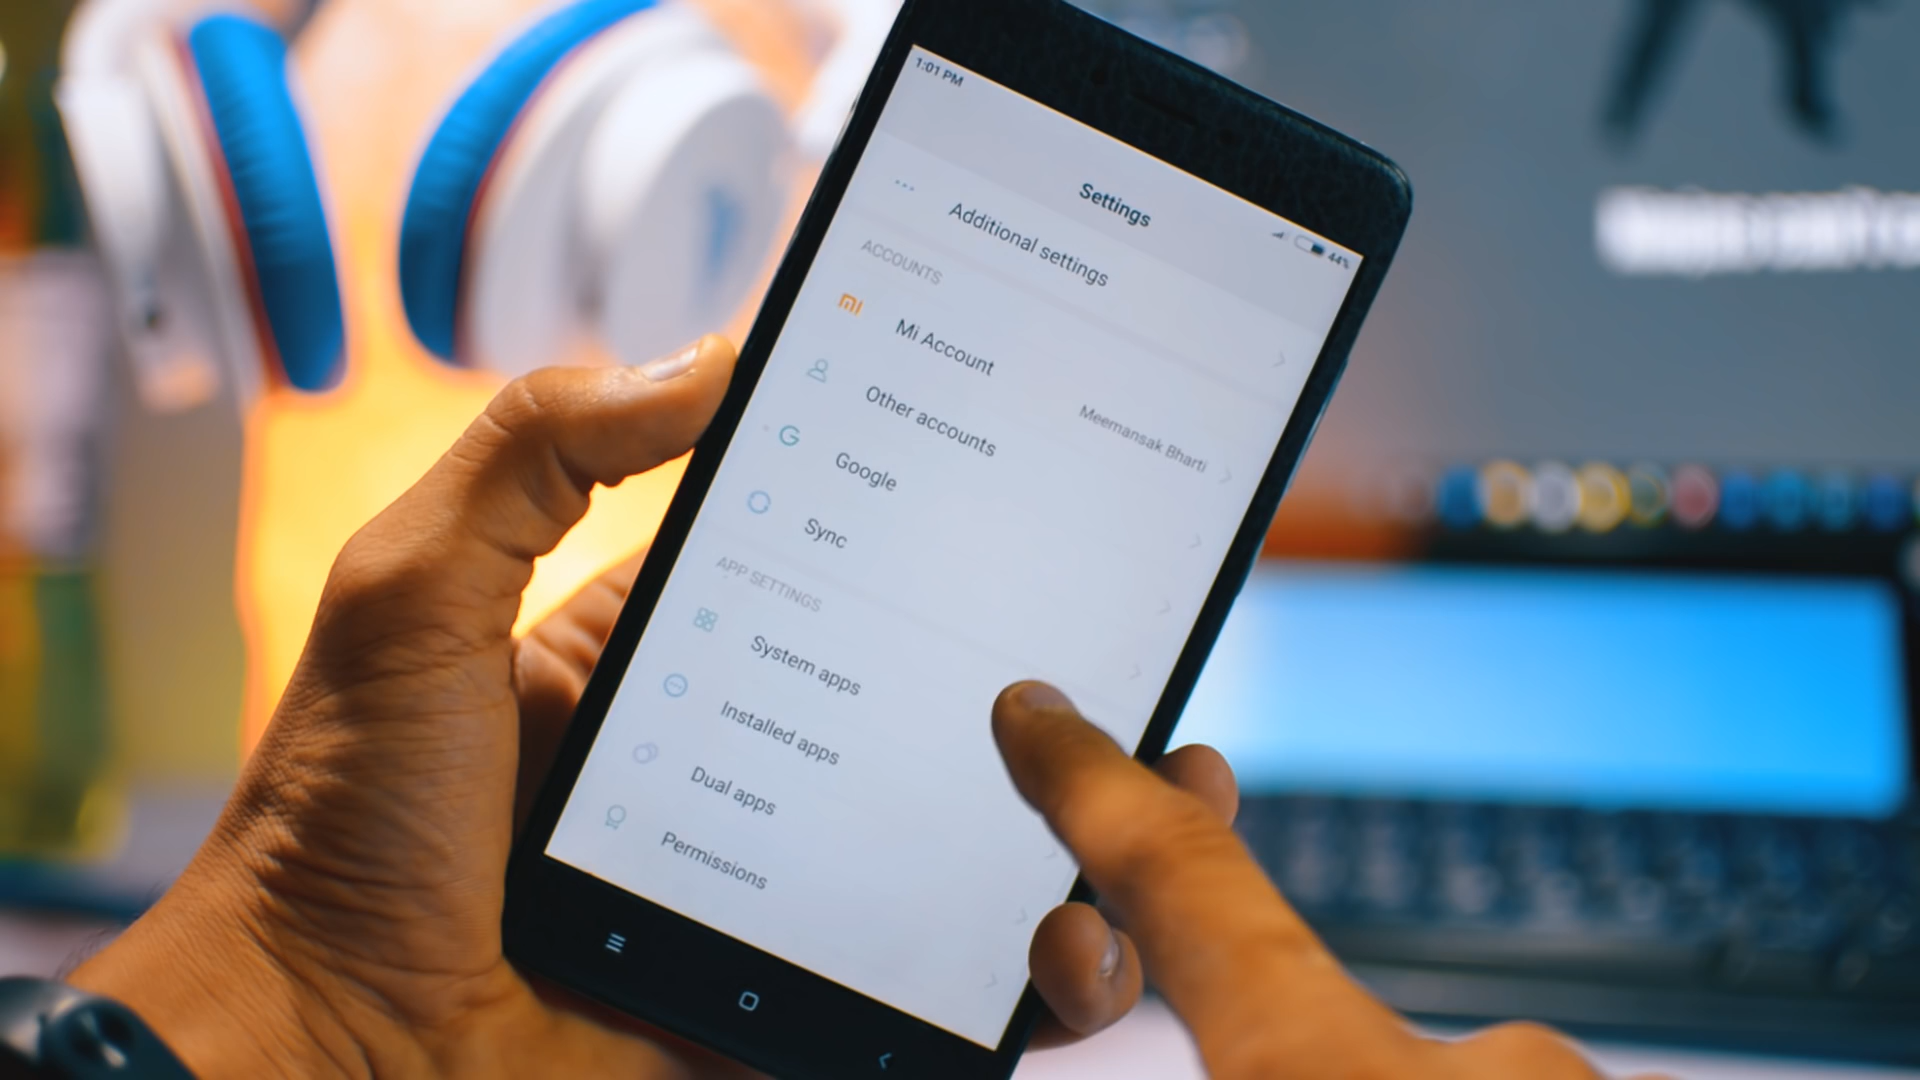 1:01 PM
44%
Settings
Additional settings
ACCOUNTS
Mi Account
Meemansak Bharti
Other accounts
Google
Sync
APP SETTINGS
System apps
Installed apps
Dual apps
Permissions